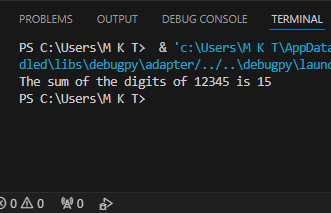 PROBLEMS OUTPUT DEBUG CONSOLE TERMINAL
PS C:\Users\M K T> & 'c:\Users\M K T\AppData
dled\libs\debugpy\adapter/../..\debugpy\laun
The sum of the digits of 12345 is 15
PS C:\Users\M K T>
0 0 0